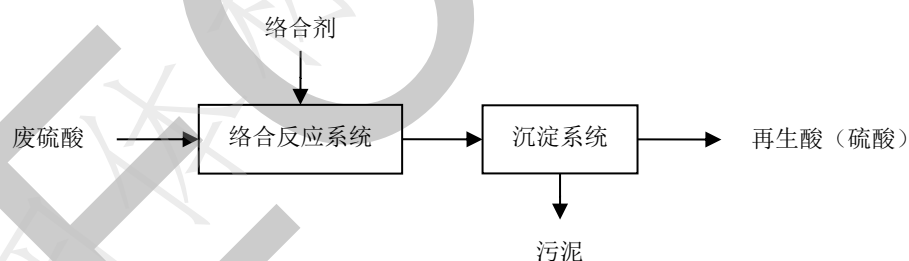 络合剂
废硫酸
络合反应系统
沉淀系统
再生酸（硫酸）
污泥